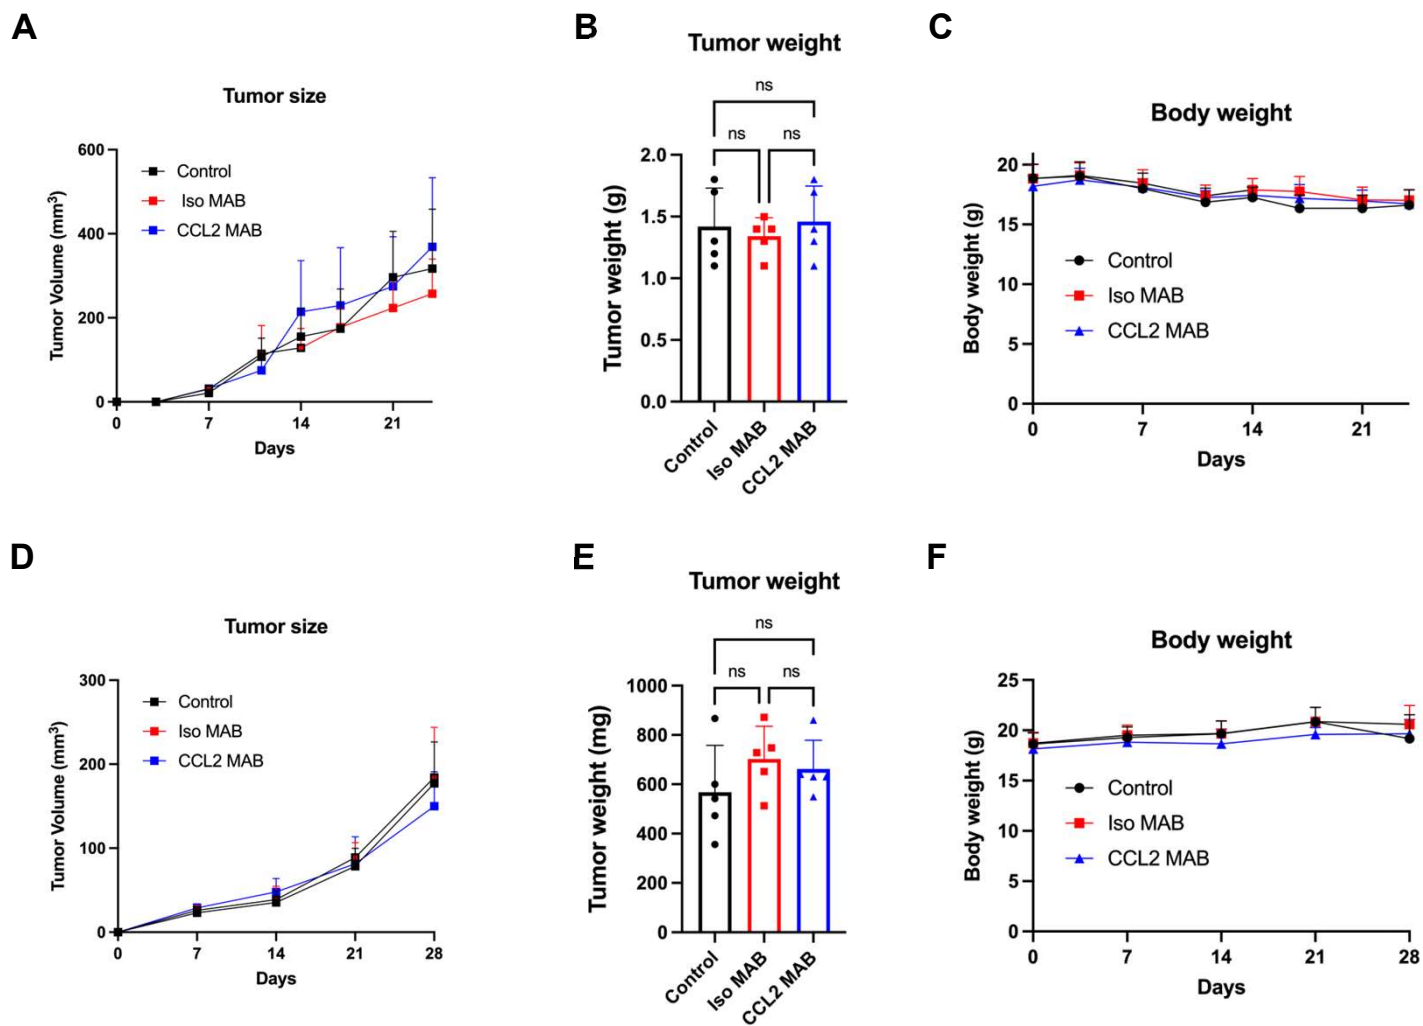 A
Tumor size
600
400
200
0
Tumor Volume (mm3)
Control
Iso MAB
CCL2 MAB
0 7 14 21
Days
B
Tumor weight
ns
ns ns
2.0
1.5
1.0
0.5
0.0
Tumor weight (g)
Control
Iso MAB
CCL2 MAB
C
Body weight
20
15
10
5
0
Body weight (g)
Control
Iso MAB
CCL2 MAB
0 7 14 21
Days
D
Tumor size
300
200
100
0
Tumor Volume (mm3)
Control
Iso MAB
CCL2 MAB
0 7 14 21 28
Days
E
Tumor weight
ns
ns ns
1000
800
600
400
200
0
Tumor weight (mg)
Control
Iso MAB
CCL2 MAB
F
Body weight
25
20
15
10
5
0
Body weight (g)
Control
Iso MAB
CCL2 MAB
0 7 14 21 28
Days